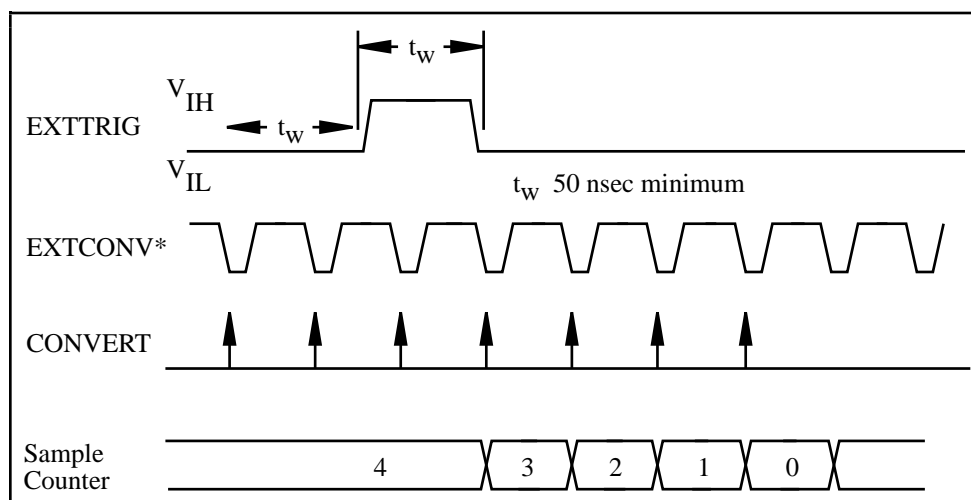 t_w
V_IH
EXTTRIG
t_w
V_IL
t_w 50 nsec minimum
EXTCONV*
CONVERT
Sample
Counter
4 3 2 1 0